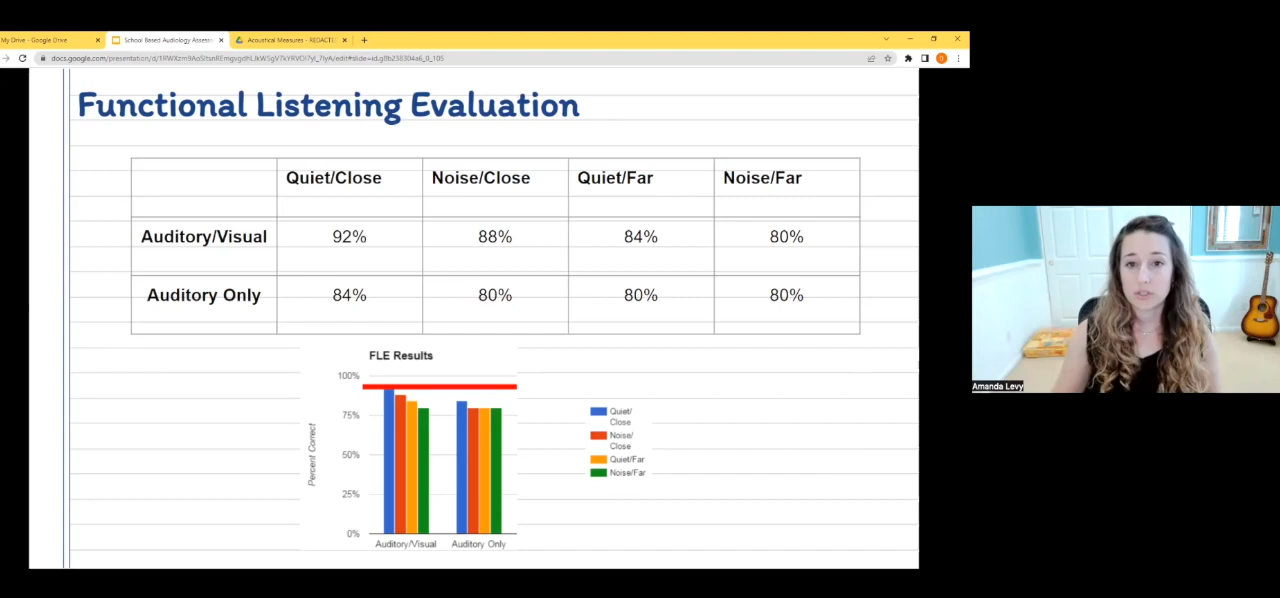 My Drive - Google Drive
School Based Audiology Assess
Acoustical Measures - REDACTE
Functional Listening Evaluation
Quiet/Close Noise/Close Quiet/Far Noise/Far
Auditory/Visual 92% 88% 84% 80%
Auditory Only 84% 80% 80% 80%
FLE Results
100%
75%
50%
25%
0%
Percent Correct
Auditory/Visual Auditory Only
Quiet/
Close
Noise/
Close
Quiet/Far
Noise/Far
Amanda Levy